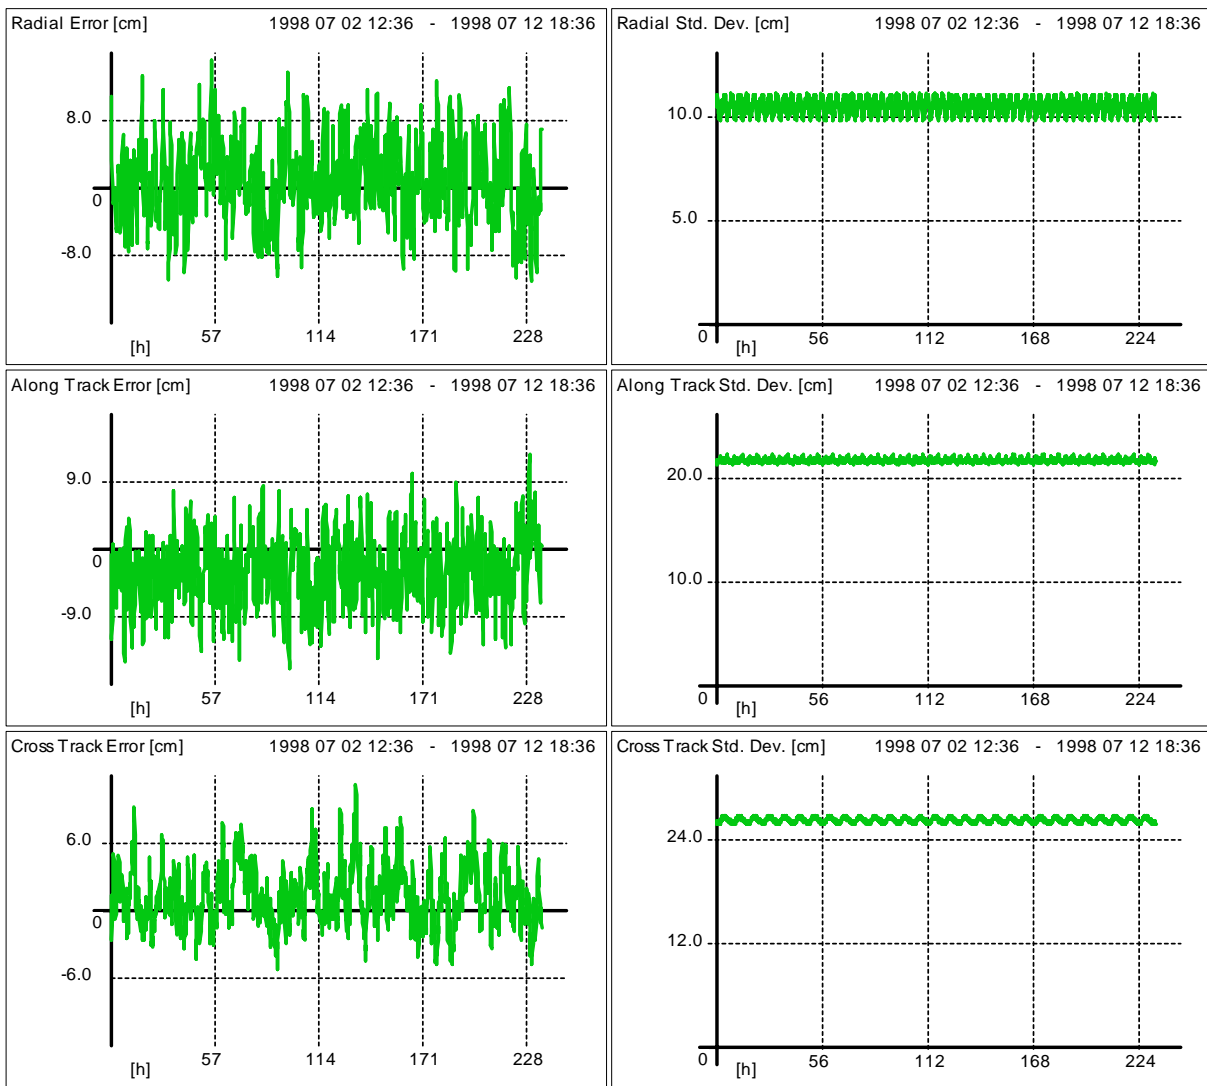 Radial Error [cm] 1998 07 02 12:36 - 1998 07 12 18:36
8.0
0
-8.0
57 114 171 228
[h]
Radial Std. Dev. [cm] 1998 07 02 12:36 - 1998 07 12 18:36
10.0
5.0
0 56 112 168 224
[h]
Along Track Error [cm] 1998 07 02 12:36 - 1998 07 12 18:36
9.0
0
-9.0
57 114 171 228
[h]
Along Track Std. Dev. [cm] 1998 07 02 12:36 - 1998 07 12 18:36
20.0
10.0
0 56 112 168 224
[h]
Cross Track Error [cm] 1998 07 02 12:36 - 1998 07 12 18:36
6.0
0
-6.0
57 114 171 228
[h]
Cross Track Std. Dev. [cm] 1998 07 02 12:36 - 1998 07 12 18:36
24.0
12.0
0 56 112 168 224
[h]